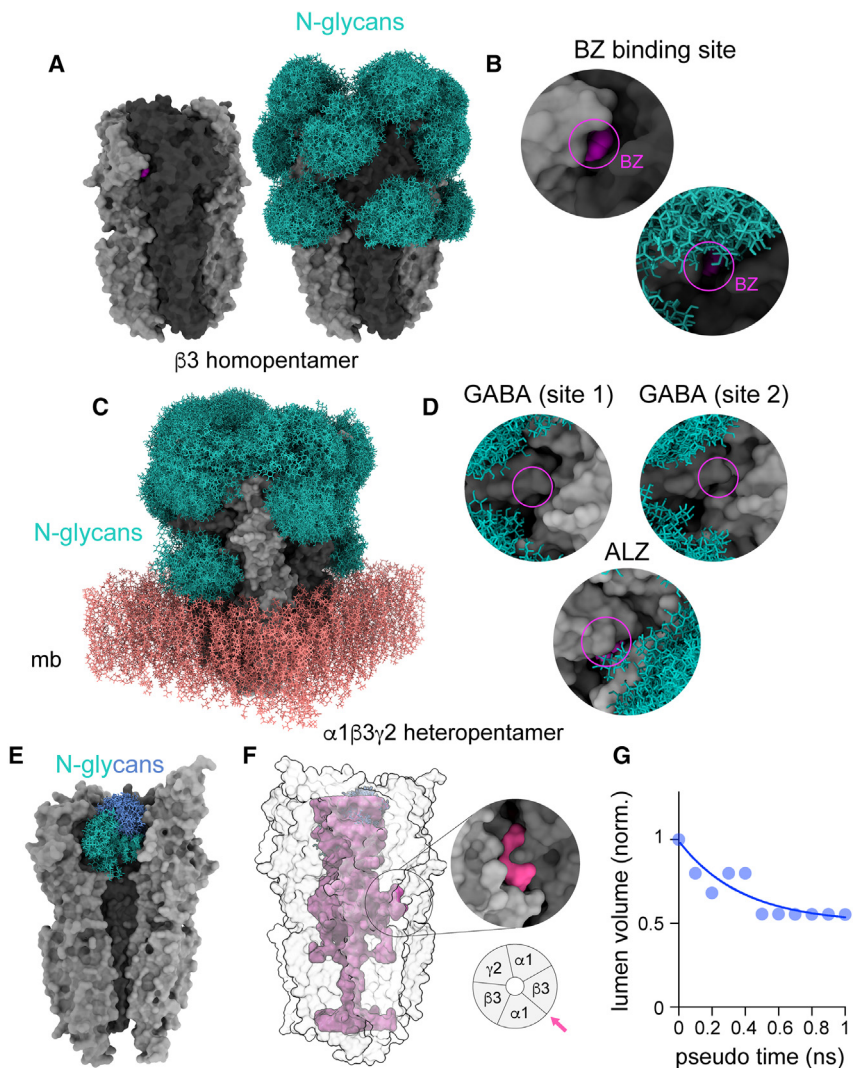 N-glycans
A
BZ binding site
B
BZ
BZ
β3 homopentamer
C
D
GABA (site 1)
GABA (site 2)
N-glycans
ALZ
mb
α1β3γ2 heteropentamer
E
N-glycans
F
G
γ2
α1
β3
β3
α1
lumen volume (norm.)
1
0.5
0
0
0.2
0.4
0.6
0.8
1
pseudo time (ns)